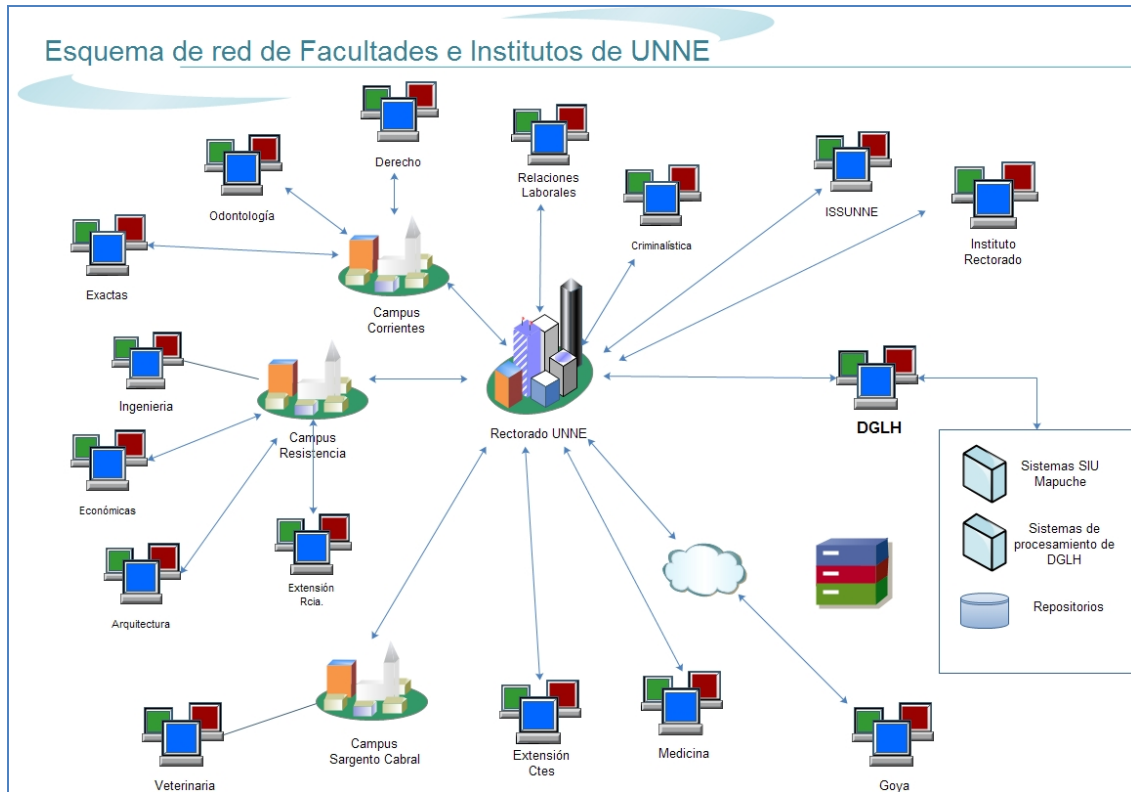 Esquema de red de Facultades e Institutos de UNNE
Derecho
Relaciones
Laborales
Odontología
ISSUNNE
Criminalística
Instituto
Rectorado
Exactas
Campus
Corrientes
Ingenieria
Campus
Resistencia
Rectorado UNNE
DGLH
Sistemas SIU
Mapuche
Económicas
Sistemas de
procesamiento de
DGLH
Extensión
Rcia.
Repositorios
Arquitectura
Campus
Sargento Cabral
Extensión
Ctes
Medicina
Veterinaria
Goya